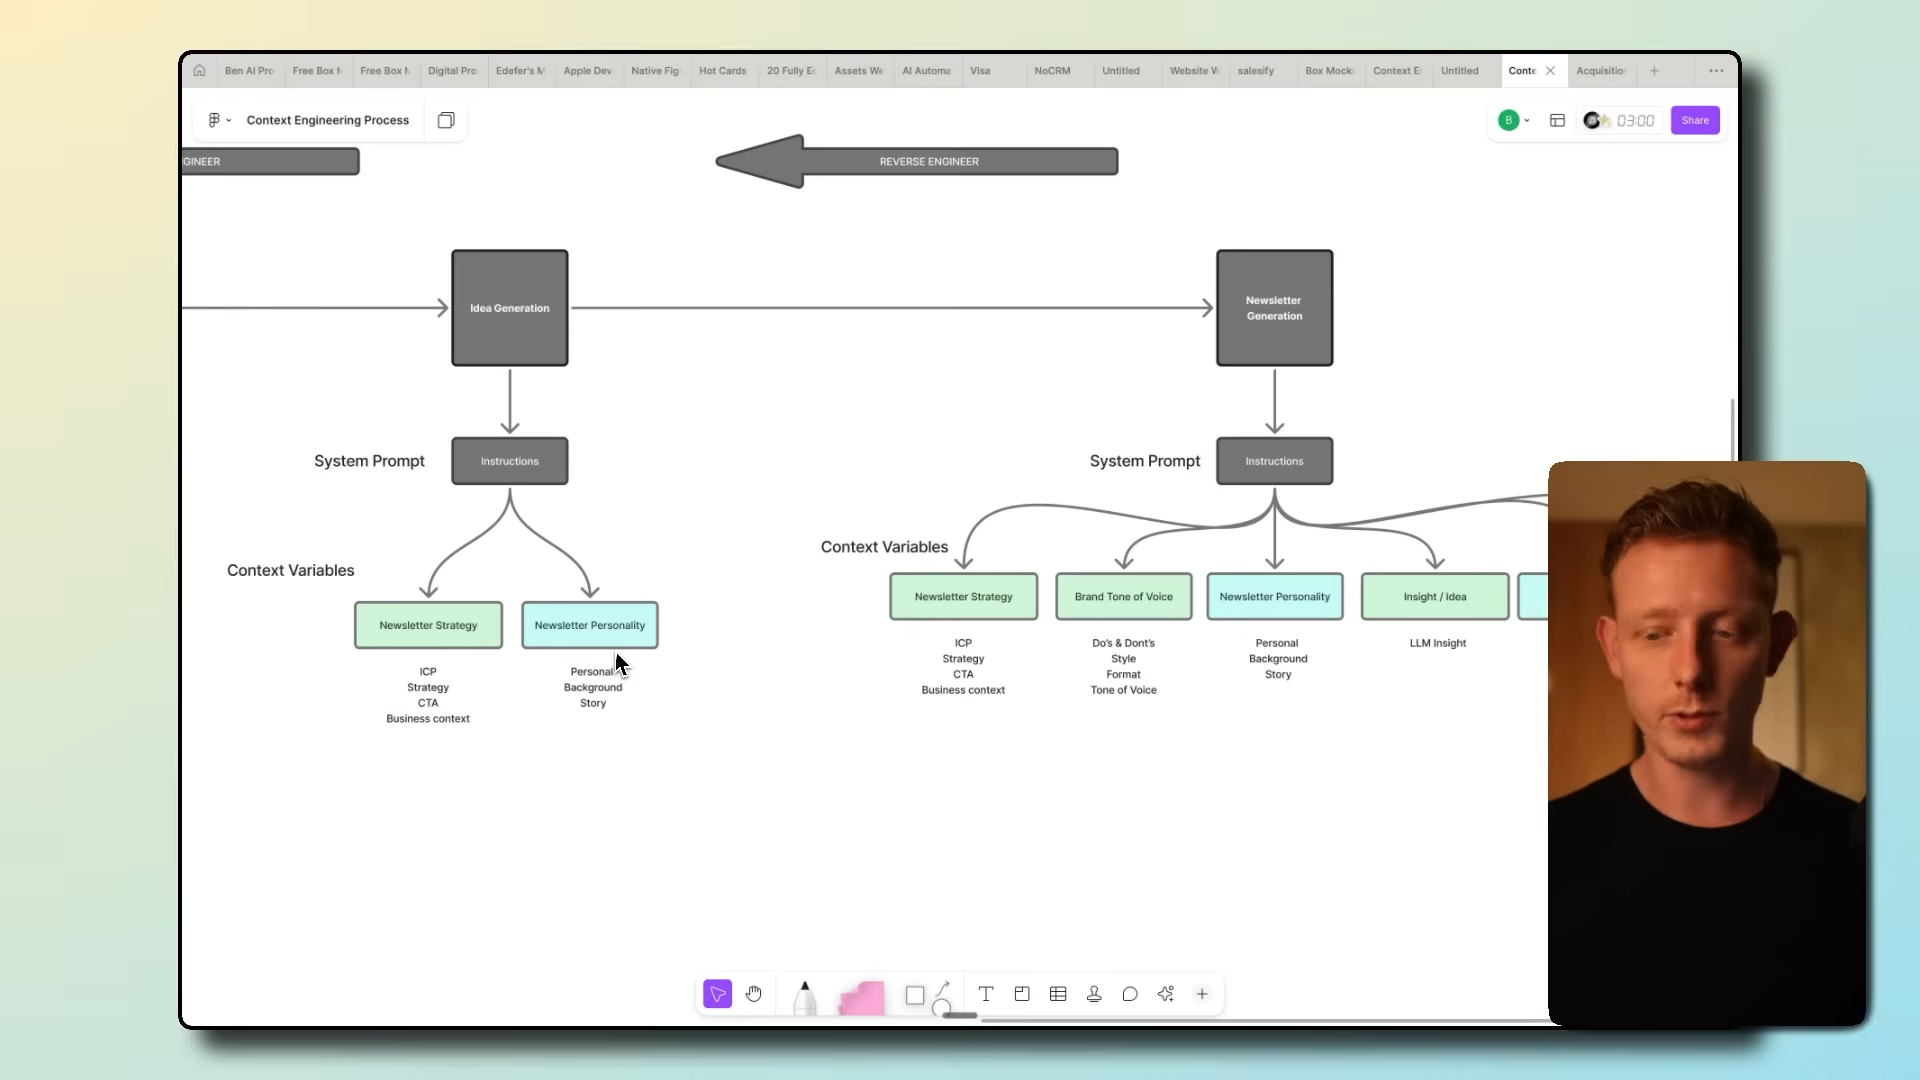 Ben AI Pro
Free Box
Free Box
Digital Pro
Edefer's M
Apple Dev
Native Fig
Hot Cards
20 Fully Ec
Assets We
AI Automa
Visa
NoCRM
Untitled
Website
salesify
Box Mock
Context E
Untitled
Conte
Acquisitio
Context Engineering Process
B
03:00
Share
GINEER
REVERSE ENGINEER
Idea Generation
Newsletter
Generation
System Prompt
Instructions
System Prompt
Instructions
Context Variables
Newsletter Strategy
Newsletter Personality
ICP
Strategy
CTA
Business context
Personal
Background
Story
Context Variables
Newsletter Strategy
Brand Tone of Voice
Newsletter Personality
Insight / Idea
ICP
Strategy
CTA
Business context
Do's & Dont's
Style
Format
Tone of Voice
Personal
Background
Story
LLM Insight